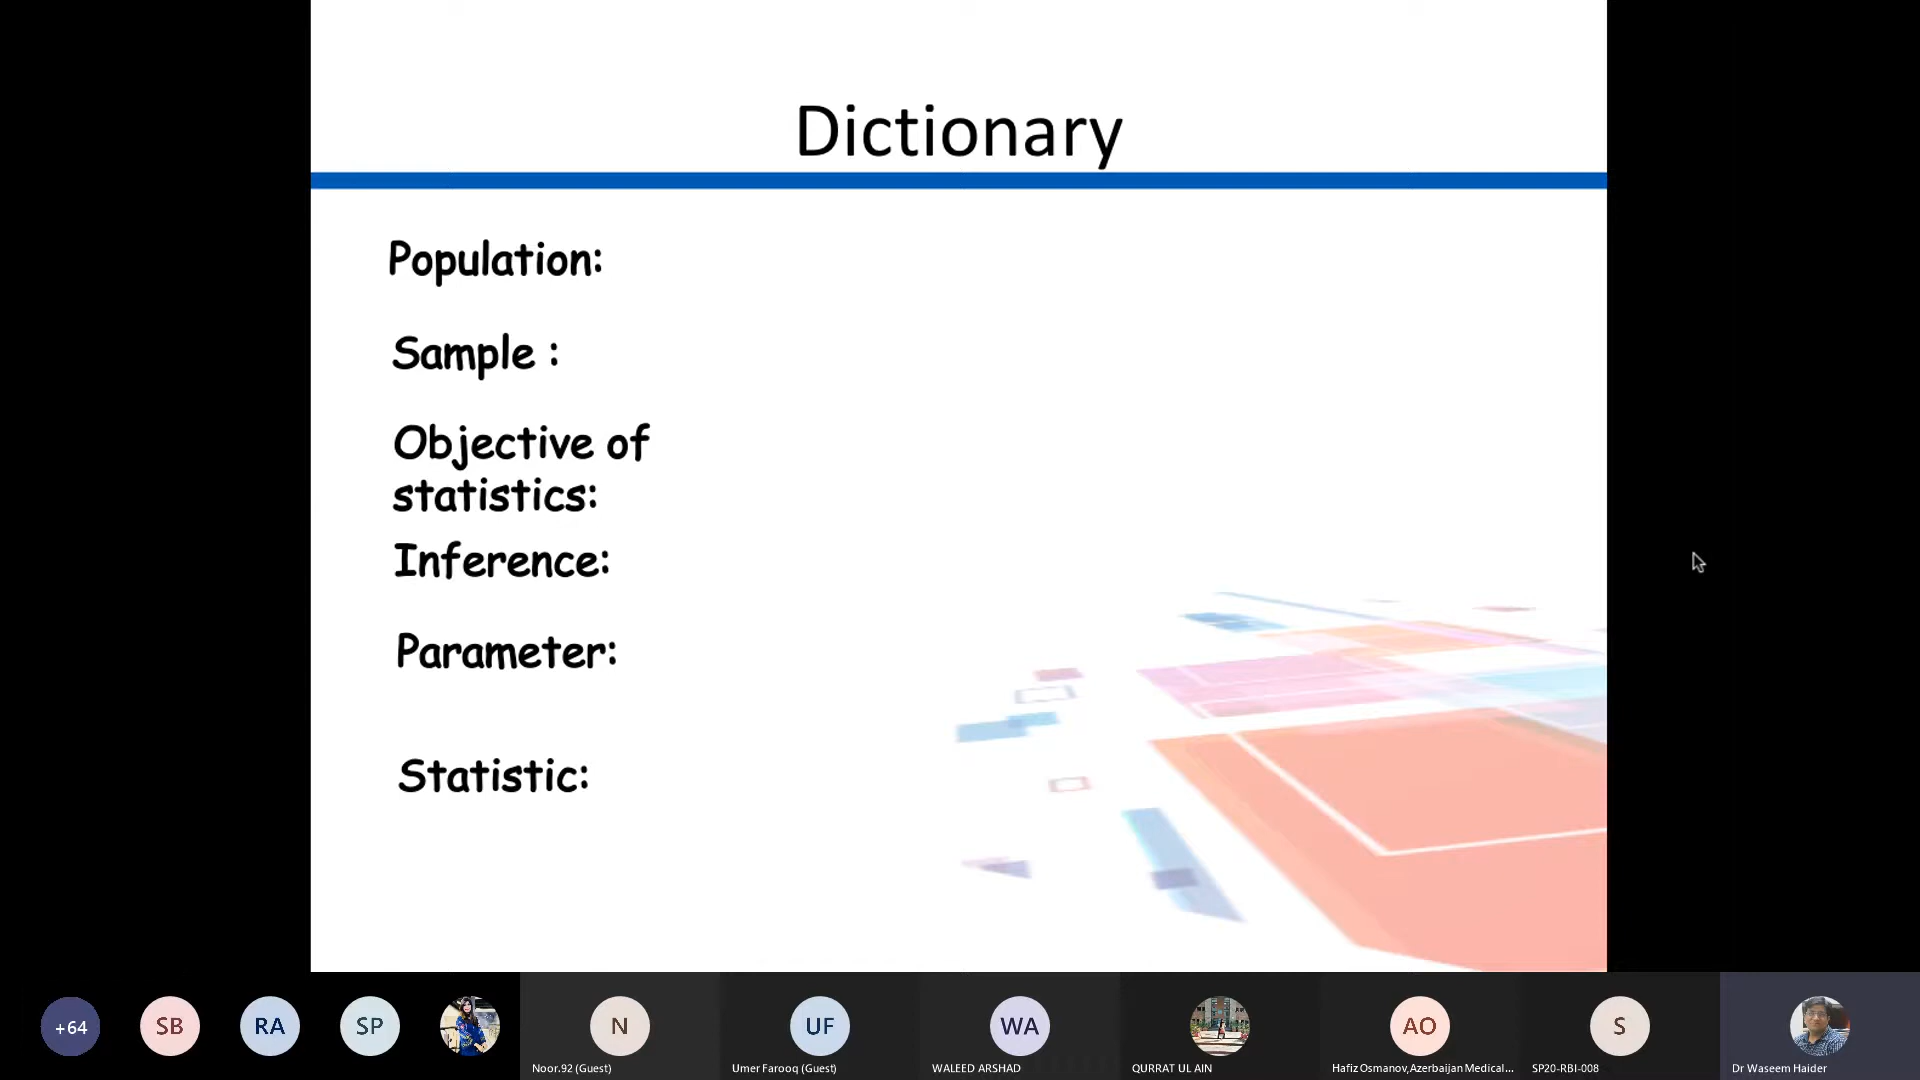 Dictionary
Population:
Sample :
Objective of
statistics:
Inference:
Parameter:
Statistic:
+64
SB
RA
SP
N
UF
WA
AO
S
Noor.92 (Guest)
Umer Farooq (Guest)
WALEED ARSHAD
QURRAT UL AIN
Hafiz Osmanov,Azerbaijan Medical...
SP20-RBI-008
Dr Waseem Haider